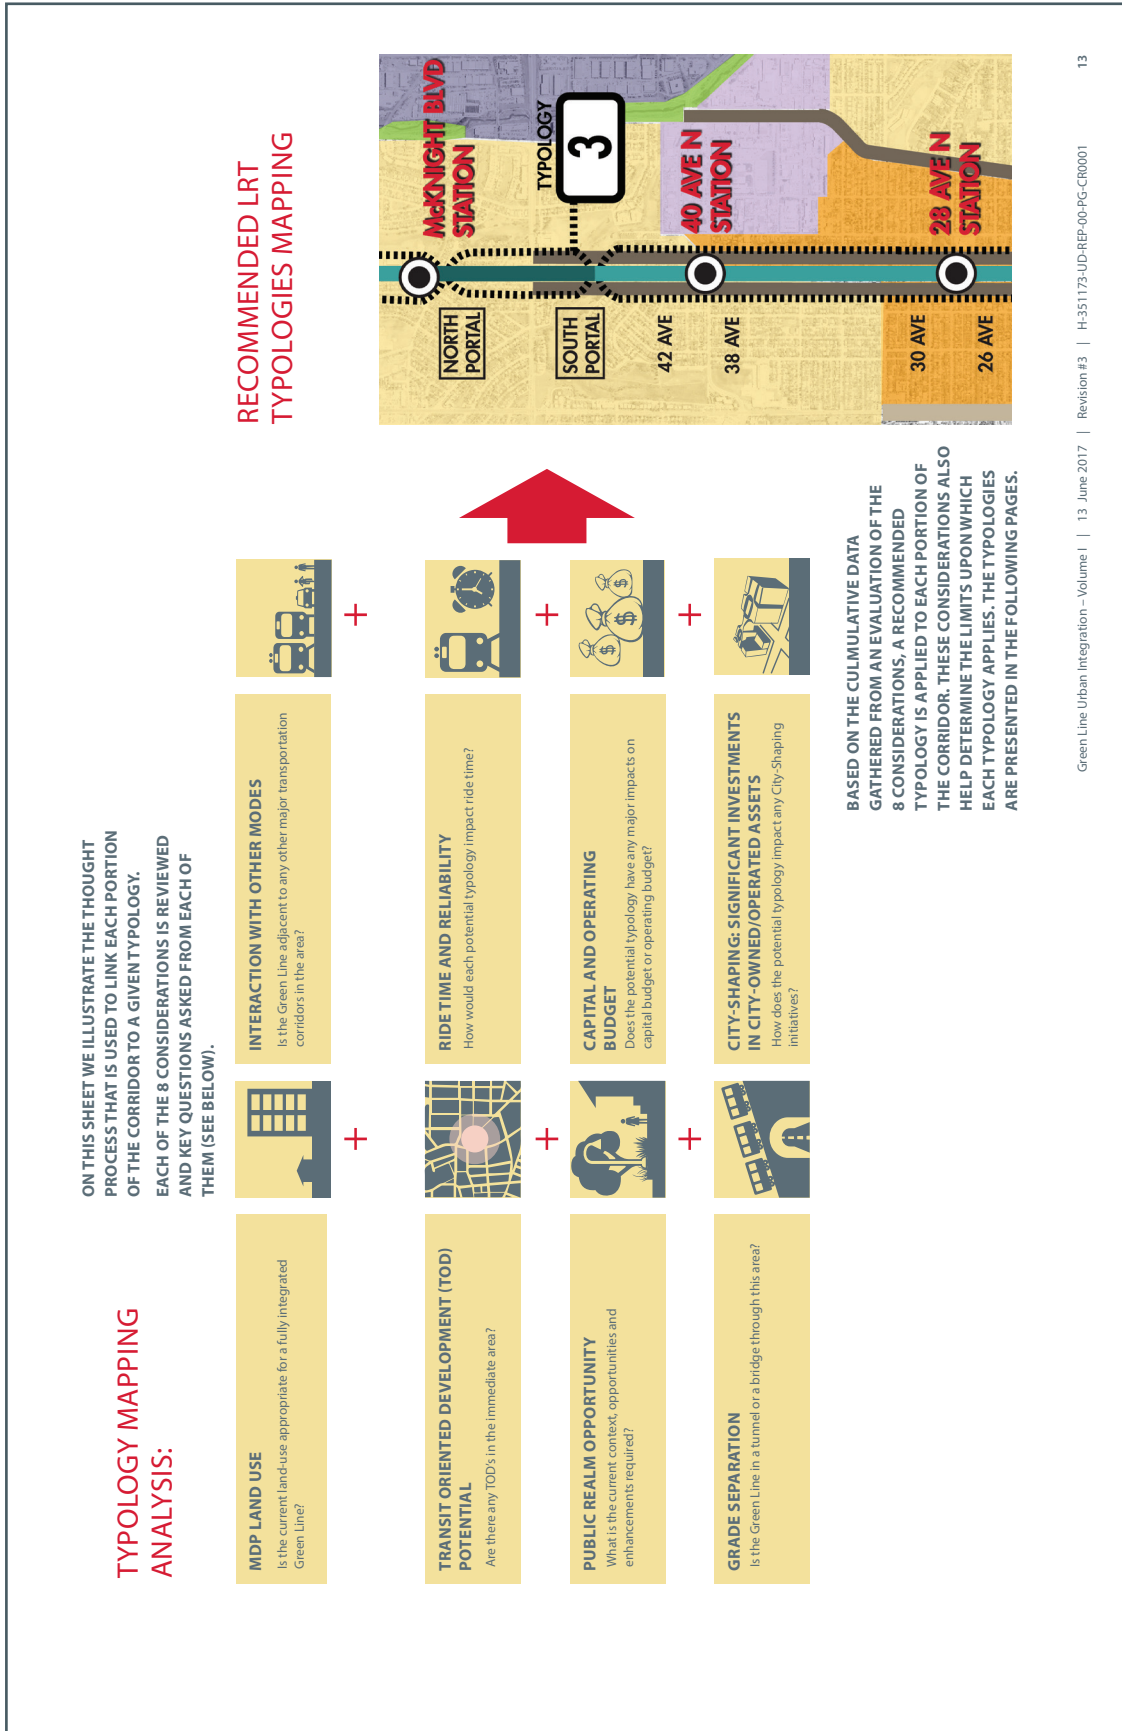 TYPOLOGY MAPPING
ANALYSIS:
ON THIS SHEET WE ILLUSTRATE THE THOUGHT
PROCESS THAT IS USED TO LINK EACH PORTION
OF THE CORRIDOR TO A GIVEN TYPOLOGY.
EACH OF THE 8 CONSIDERATIONS IS REVIEWED
AND KEY QUESTIONS ASKED FROM EACH OF
THEM (SEE BELOW).
MDP LAND USE
Is the current land-use appropriate for a fully integrated
Green Line?
+
TRANSIT ORIENTED DEVELOPMENT (TOD)
POTENTIAL
Are there any TOD's in the immediate area?
+
PUBLIC REALM OPPORTUNITY
What is the current context, opportunities and
enhancements required?
+
GRADE SEPARATION
Is the Green Line in a tunnel or a bridge through this area?
INTERACTION WITH OTHER MODES
Is the Green Line adjacent to any other major transportation
corridors in the area?
+
RIDE TIME AND RELIABILITY
How would each potential typology impact ride time?
+
CAPITAL AND OPERATING
BUDGET
Does the potential typology have any major impacts on
capital budget or operating budget?
$ $ $
+
CITY-SHAPING: SIGNIFICANT INVESTMENTS
IN CITY-OWNED/OPERATED ASSETS
How does the potential typology impact any City-Shaping
initiatives?
RECOMMENDED LRT
TYPOLOGIES MAPPING
McKNIGHT BLVD
STATION
TYPOLOGY
3
40 AVE N
STATION
28 AVE N
STATION
NORTH
PORTAL
SOUTH
PORTAL
42 AVE
38 AVE
30 AVE
26 AVE
BASED ON THE CULMULATIVE DATA
GATHERED FROM AN EVALUATION OF THE
8 CONSIDERATIONS, A RECOMMENDED
TYPOLOGY IS APPLIED TO EACH PORTION OF
THE CORRIDOR. THESE CONSIDERATIONS ALSO
HELP DETERMINE THE LIMITS UPON WHICH
EACH TYPOLOGY APPLIES. THE TYPOLOGIES
ARE PRESENTED IN THE FOLLOWING PAGES.
Green Line Urban Integration – Volume I | 13 June 2017 | Revision #3 | H-351173-UD-REP-00-PG-CR0001 13